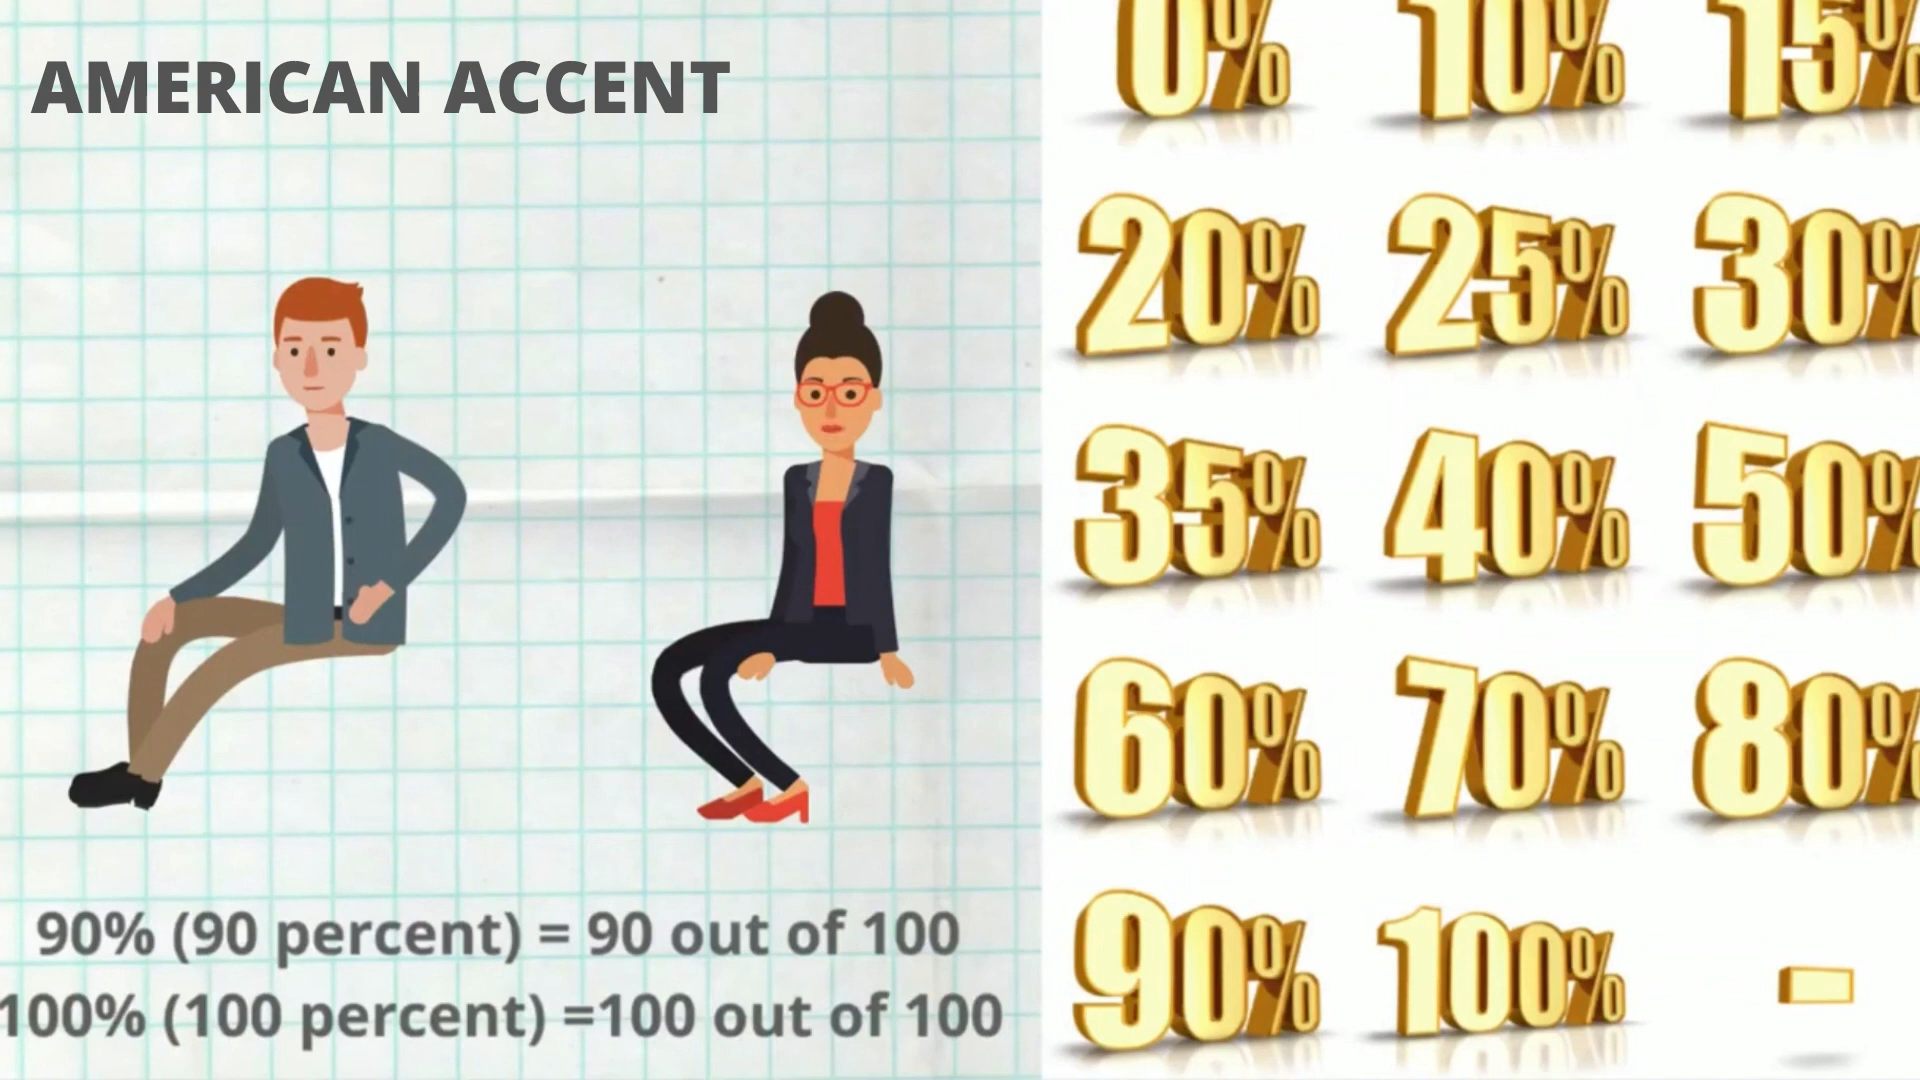 AMERICAN ACCENT
90% (90 percent) = 90 out of 100
100% (100 percent) =100 out of 100
0% 10% 15%
20% 25% 30%
35% 40% 50%
60% 70% 80%
90% 100% -